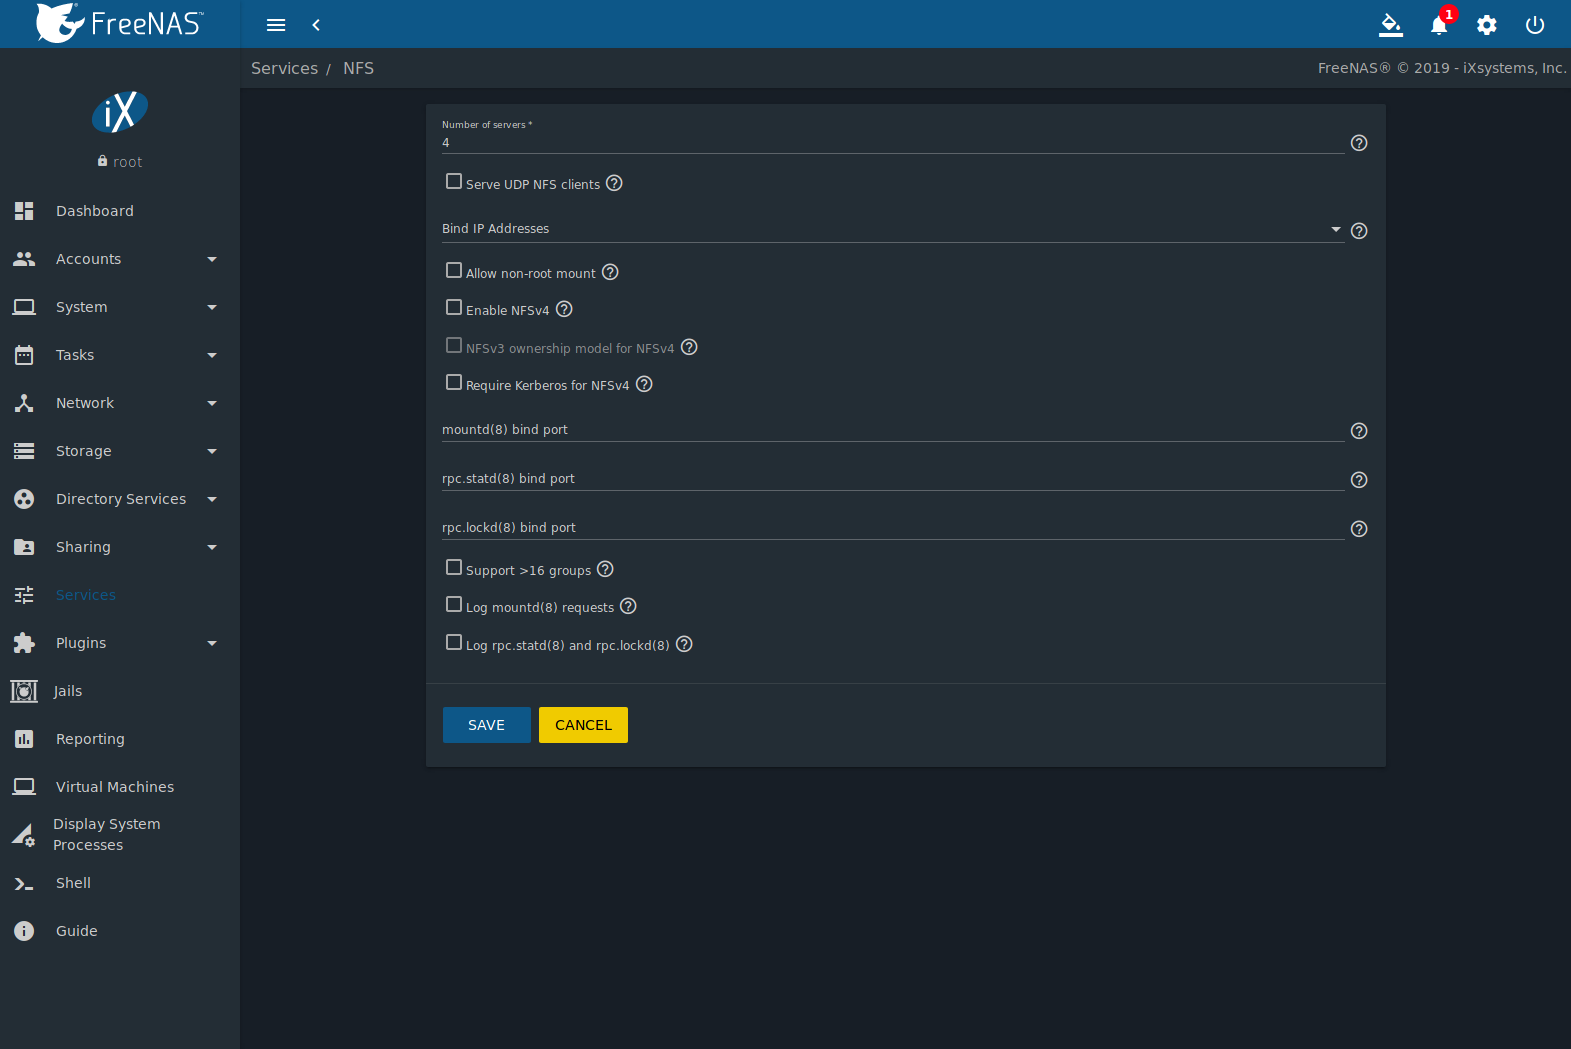 FreeNAS™
1
Services / NFS
FreeNAS® © 2019 - iXsystems, Inc.
iX
root
Dashboard
Accounts
System
Tasks
Network
Storage
Directory Services
Sharing
Services
Plugins
Jails
Reporting
Virtual Machines
Display System
Processes
Shell
Guide
Number of servers *
4
Serve UDP NFS clients
Bind IP Addresses
Allow non-root mount
Enable NFSv4
NFSv3 ownership model for NFSv4
Require Kerberos for NFSv4
mountd(8) bind port
rpc.statd(8) bind port
rpc.lockd(8) bind port
Support >16 groups
Log mountd(8) requests
Log rpc.statd(8) and rpc.lockd(8)
SAVE CANCEL